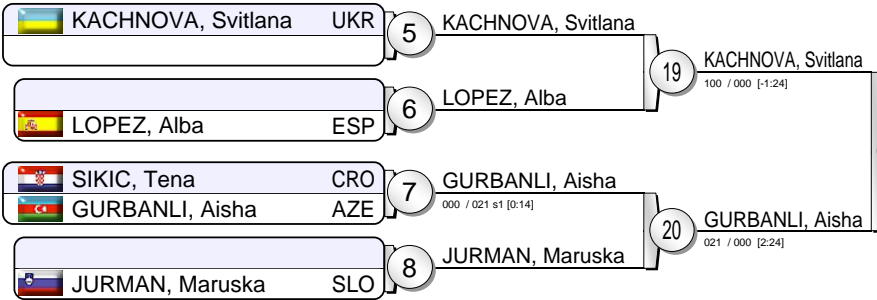 KACHNOVA, Svitlana UKR
5
KACHNOVA, Svitlana
19
KACHNOVA, Svitlana
100 / 000 [-1:24]
6
LOPEZ, Alba
LOPEZ, Alba ESP
SIKIC, Tena CRO
7
GURBANLI, Aisha
000 / 021 s1 [0:14]
GURBANLI, Aisha AZE
20
GURBANLI, Aisha
021 / 000 [2:24]
8
JURMAN, Maruska
JURMAN, Maruska SLO